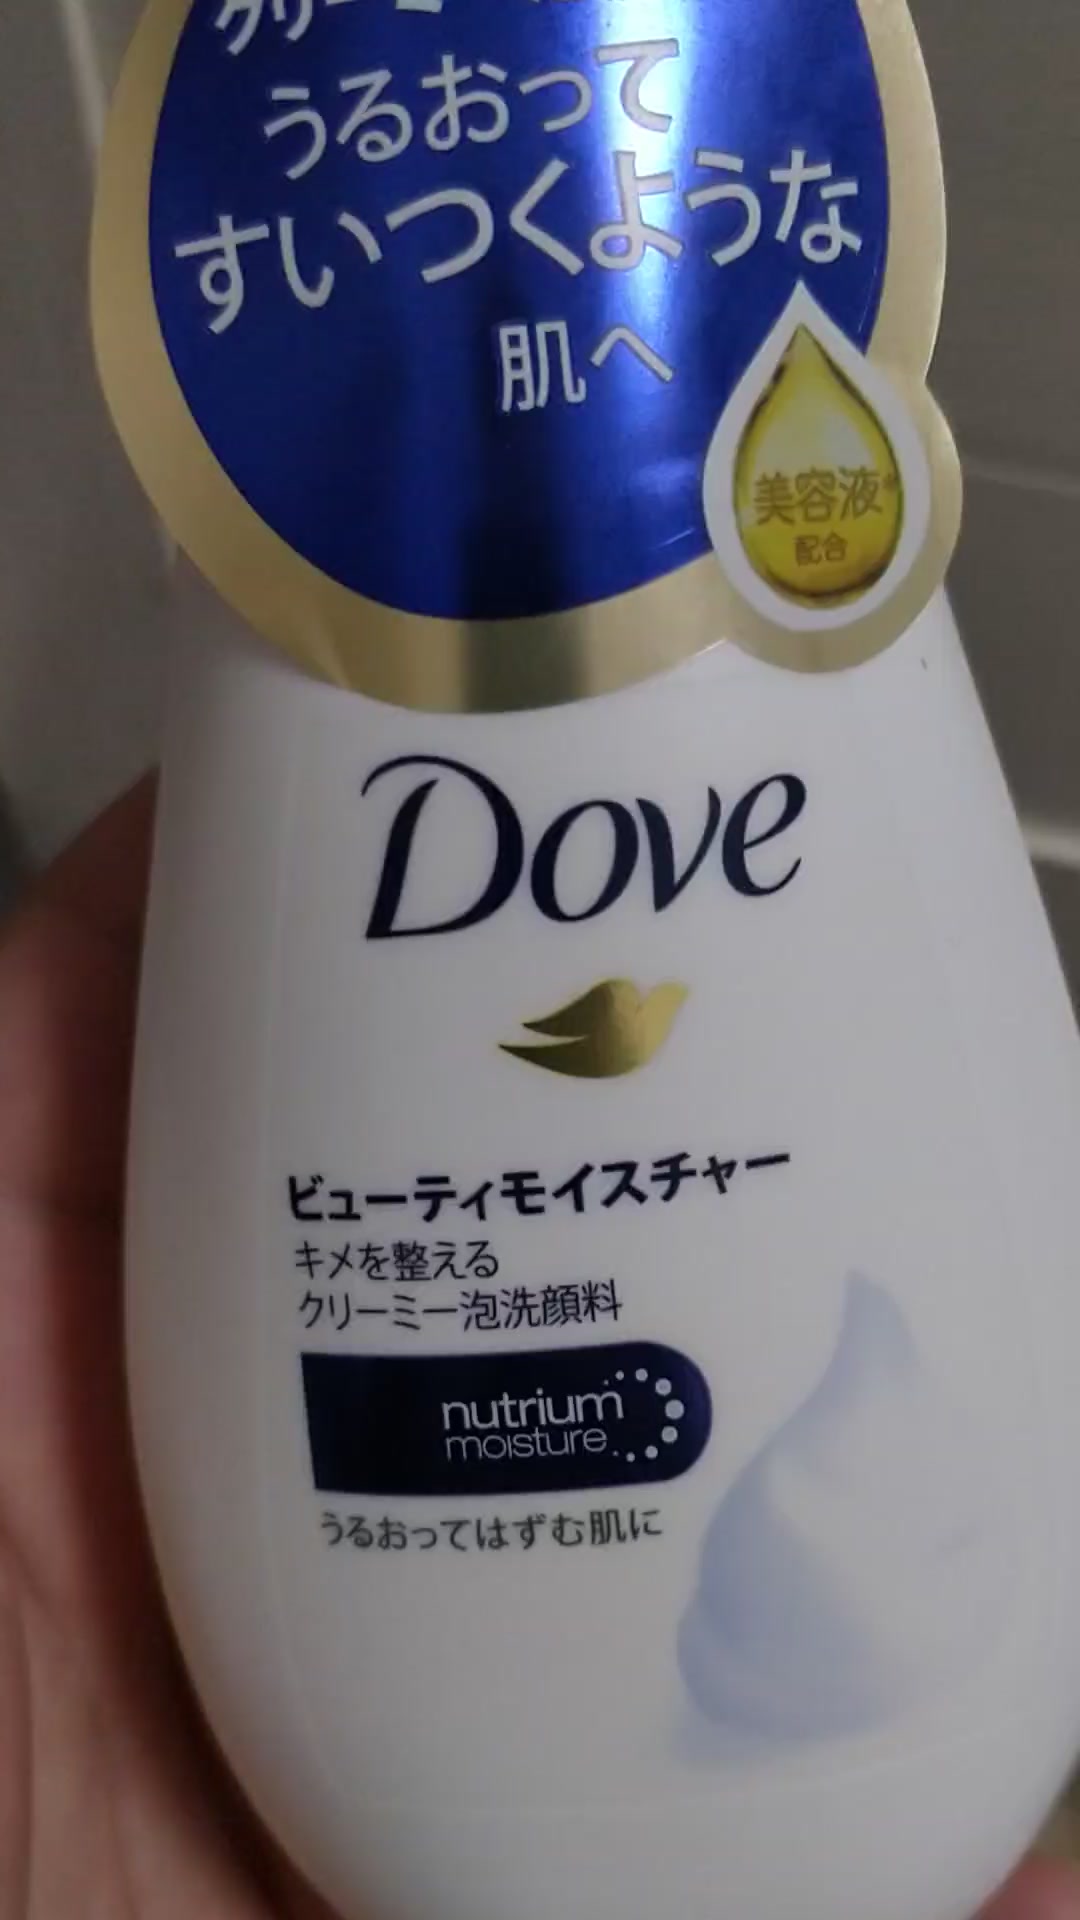 うるおって
すいつくような
肌へ
美容液*
配合
Dove
ビューティモイスチャー
キメを整える
クリーミー泡洗顔料
nutrium
moisture
うるおってはずむ肌に